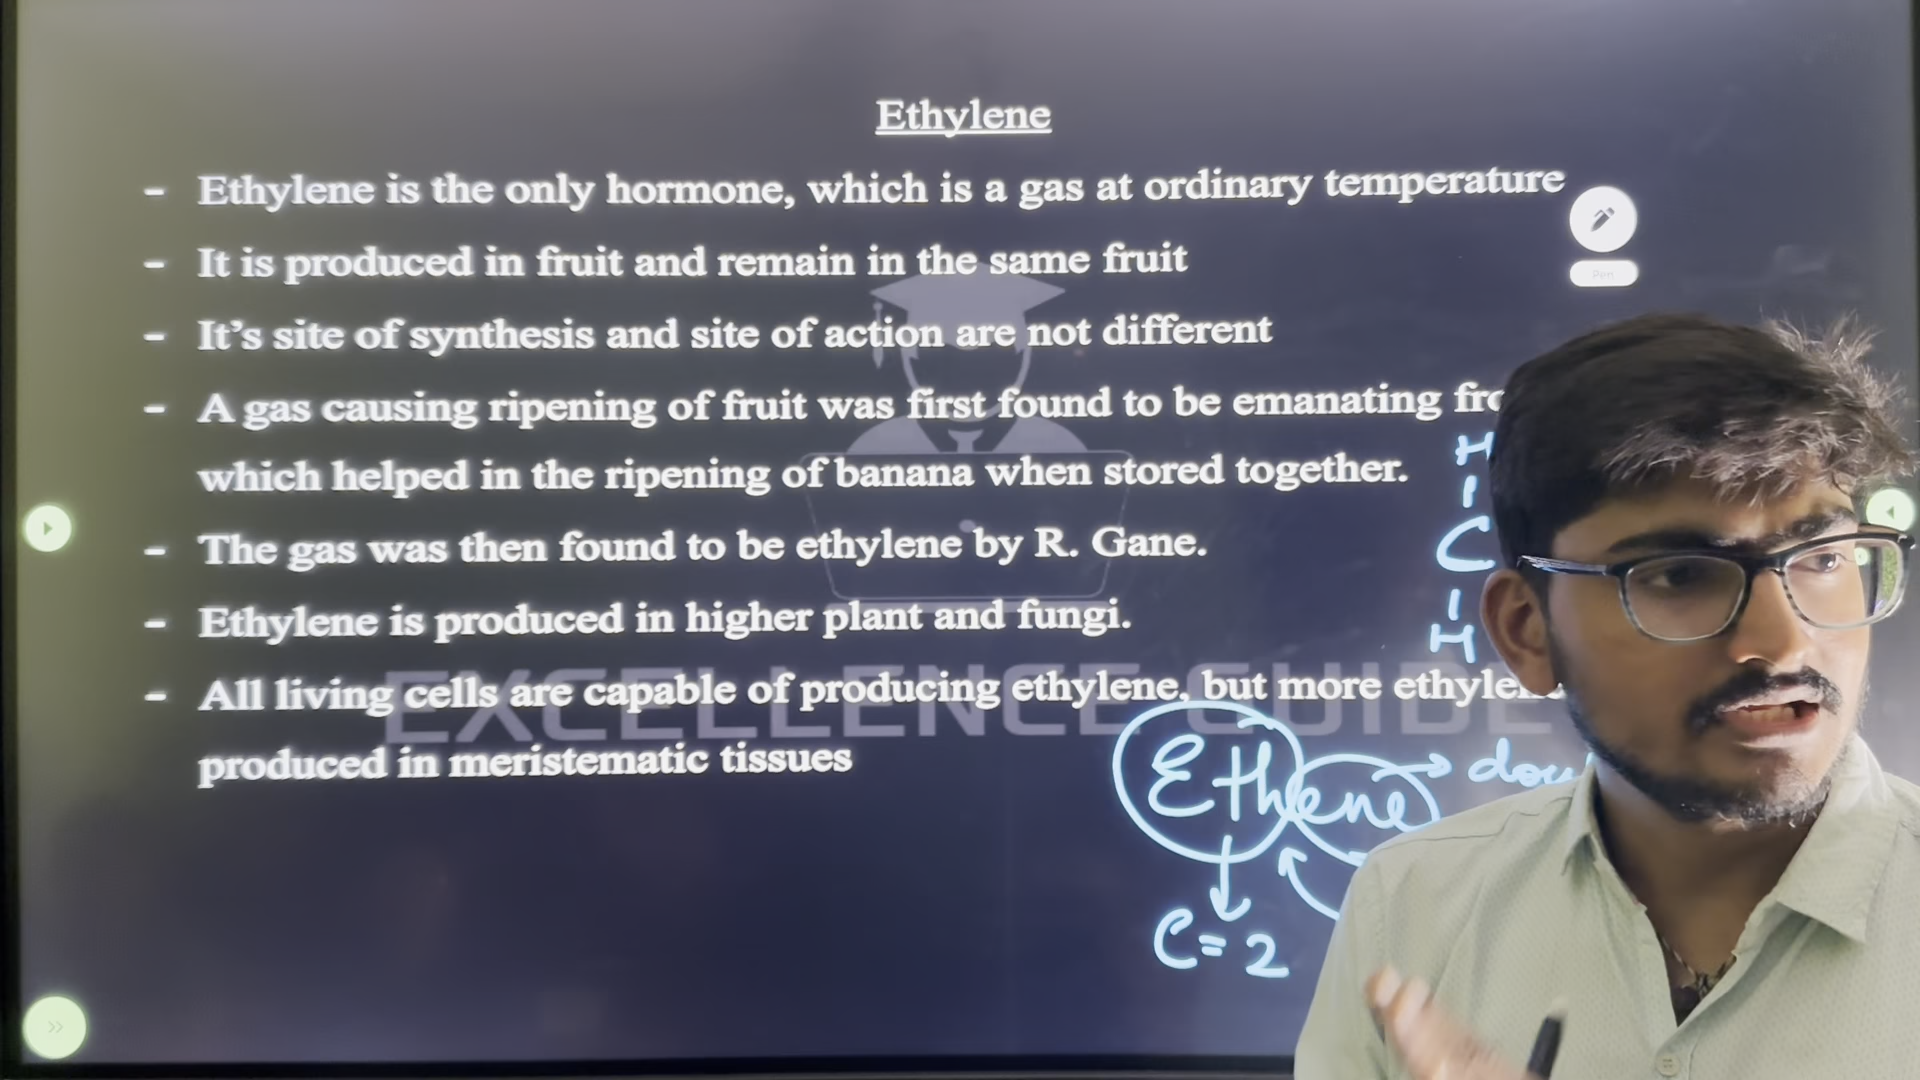 Ethylene
- Ethylene is the only hormone, which is a gas at ordinary temperature
Pen
- It is produced in fruit and remain in the same fruit
- It's site of synthesis and site of action are not different
- A gas causing ripening of fruit was first found to be emanating
which helped in the ripening of banana when stored together.
- The gas was then found to be ethylene by R. Gane.
- Ethylene is produced in higher plant and fungi.
- All living cells are capable of producing ethylene, but more
produced in meristematic tissues
EXCELLENCE GUIDE
H
C
H
Ethene
C = 2